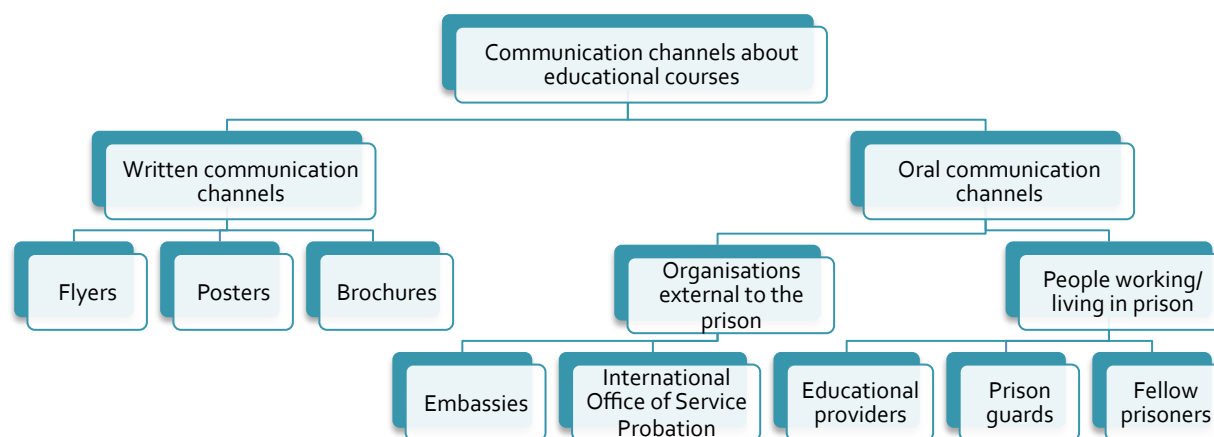 Communication channels about
educational courses
Written communication
channels
Oral communication
channels
Flyers
Posters
Brochures
Organisations
external to the
prison
People working/
living in prison
Embassies
International
Office of Service
Probation
Educational
providers
Prison
guards
Fellow
prisoners